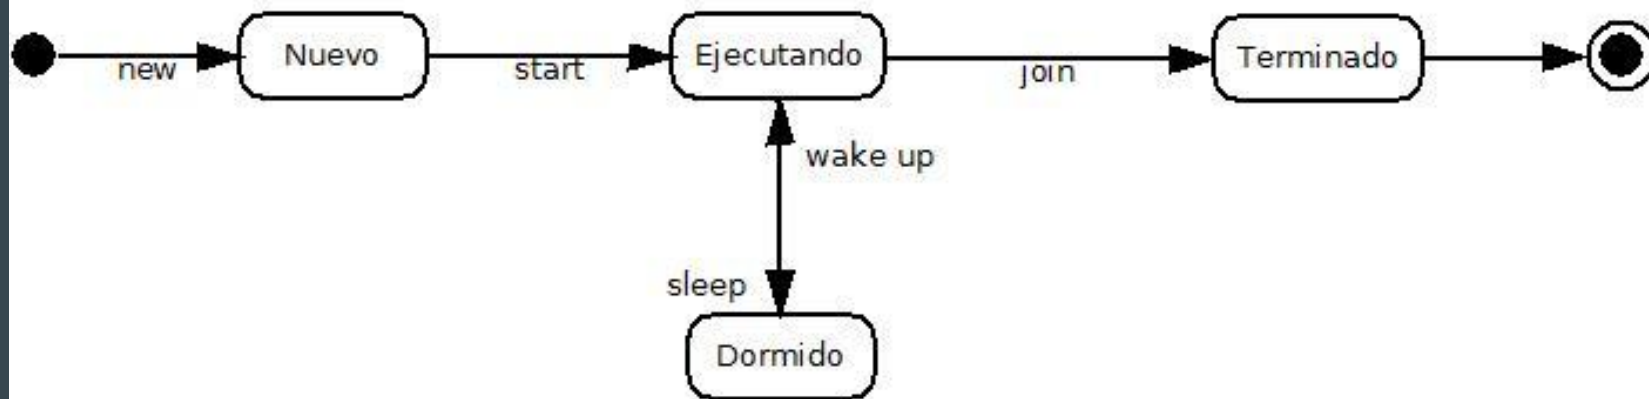 new
Nuevo
start
Ejecutando
join
Terminado
wake up
sleep
Dormido